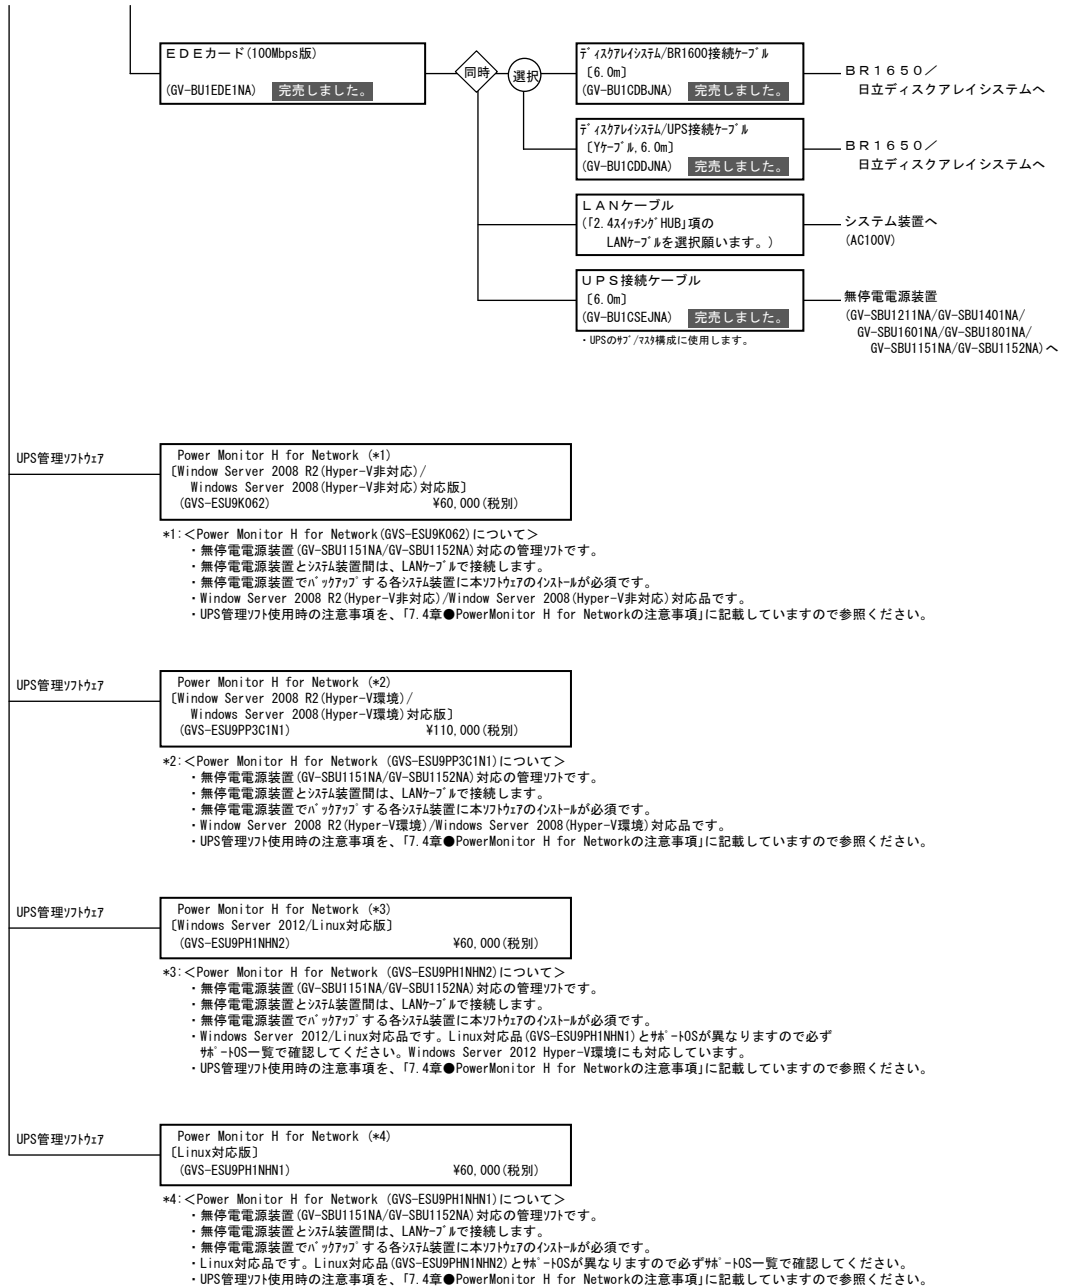 ＥＤＥカード(100Mbps版)
(GV-BU1EDE1NA) 完売しました。
同時
選択
ﾃﾞｨｽｸｱﾚｲｼｽﾃﾑ/BR1600接続ｹｰﾌﾞﾙ
〔6.0m〕
(GV-BU1CDBJNA) 完売しました。
ＢＲ１６５０／
日立ディスクアレイシステムへ
ﾃﾞｨｽｸｱﾚｲｼｽﾃﾑ/UPS接続ｹｰﾌﾞﾙ
〔Yｹｰﾌﾞﾙ,6.0m〕
(GV-BU1CDDJNA) 完売しました。
ＢＲ１６５０／
日立ディスクアレイシステムへ
ＬＡＮケーブル
(｢2.4ｽｲｯﾁﾝｸﾞHUB｣項の
LANｹｰﾌﾞﾙを選択願います。)
システム装置へ
(AC100V)
ＵＰＳ接続ケーブル
〔6.0m〕
(GV-BU1CSEJNA) 完売しました。
・UPSのｻﾌﾞ/ﾏｽﾀ構成に使用します。
無停電電源装置
(GV-SBU1211NA/GV-SBU1401NA/
GV-SBU1601NA/GV-SBU1801NA/
GV-SBU1151NA/GV-SBU1152NA)へ
UPS管理ｿﾌﾄｳｪｱ
Power Monitor H for Network (*1)
〔Window Server 2008 R2(Hyper-V非対応)/
Windows Server 2008(Hyper-V非対応)対応版〕
(GVS-ESU9K062) ¥60,000(税別)
*1:＜Power Monitor H for Network(GVS-ESU9K062)について＞
・無停電電源装置(GV-SBU1151NA/GV-SBU1152NA)対応の管理ｿﾌﾄです。
・無停電電源装置とｼｽﾃﾑ装置間は、LANｹｰﾌﾞﾙで接続します。
・無停電電源装置でﾊﾞｯｸｱｯﾌﾟする各ｼｽﾃﾑ装置に本ｿﾌﾄｳｪｱのｲﾝｽﾄｰﾙが必須です。
・Window Server 2008 R2(Hyper-V非対応)/Window Server 2008(Hyper-V非対応)対応品です。
・UPS管理ｿﾌﾄ使用時の注意事項を、｢7.4章●PowerMonitor H for Networkの注意事項｣に記載していますので参照ください。
UPS管理ｿﾌﾄｳｪｱ
Power Monitor H for Network (*2)
〔Window Server 2008 R2(Hyper-V環境)/
Windows Server 2008(Hyper-V環境)対応版〕
(GVS-ESU9PP3C1N1) ¥110,000(税別)
*2:＜Power Monitor H for Network (GVS-ESU9PP3C1N1)について＞
・無停電電源装置(GV-SBU1151NA/GV-SBU1152NA)対応の管理ｿﾌﾄです。
・無停電電源装置とｼｽﾃﾑ装置間は、LANｹｰﾌﾞﾙで接続します。
・無停電電源装置でﾊﾞｯｸｱｯﾌﾟする各ｼｽﾃﾑ装置に本ｿﾌﾄｳｪｱのｲﾝｽﾄｰﾙが必須です。
・Window Server 2008 R2(Hyper-V環境)/Windows Server 2008(Hyper-V環境)対応品です。
・UPS管理ｿﾌﾄ使用時の注意事項を、｢7.4章●PowerMonitor H for Networkの注意事項｣に記載していますので参照ください。
UPS管理ｿﾌﾄｳｪｱ
Power Monitor H for Network (*3)
〔Windows Server 2012/Linux対応版〕
(GVS-ESU9PH1NHN2) ¥60,000(税別)
*3:＜Power Monitor H for Network (GVS-ESU9PH1NHN2)について＞
・無停電電源装置(GV-SBU1151NA/GV-SBU1152NA)対応の管理ｿﾌﾄです。
・無停電電源装置とｼｽﾃﾑ装置間は、LANｹｰﾌﾞﾙで接続します。
・無停電電源装置でﾊﾞｯｸｱｯﾌﾟする各ｼｽﾃﾑ装置に本ｿﾌﾄｳｪｱのｲﾝｽﾄｰﾙが必須です。
・Windows Server 2012/Linux対応品です。Linux対応品(GVS-ESU9PH1NHN1)とｻﾎﾟｰﾄOSが異なりますので必ず
ｻﾎﾟｰﾄOS一覧で確認してください。Windows Server 2012 Hyper-V環境にも対応しています。
・UPS管理ｿﾌﾄ使用時の注意事項を、｢7.4章●PowerMonitor H for Networkの注意事項｣に記載していますので参照ください。
UPS管理ｿﾌﾄｳｪｱ
Power Monitor H for Network (*4)
〔Linux対応版〕
(GVS-ESU9PH1NHN1) ¥60,000(税別)
*4:＜Power Monitor H for Network (GVS-ESU9PH1NHN1)について＞
・無停電電源装置(GV-SBU1151NA/GV-SBU1152NA)対応の管理ｿﾌﾄです。
・無停電電源装置とｼｽﾃﾑ装置間は、LANｹｰﾌﾞﾙで接続します。
・無停電電源装置でﾊﾞｯｸｱｯﾌﾟする各ｼｽﾃﾑ装置に本ｿﾌﾄｳｪｱのｲﾝｽﾄｰﾙが必須です。
・Linux対応品です。Linux対応品(GVS-ESU9PHN1NHN2)とｻﾎﾟｰﾄOSが異なりますので必ずｻﾎﾟｰﾄOS一覧で確認してください。
・UPS管理ｿﾌﾄ使用時の注意事項を、｢7.4章●PowerMonitor H for Networkの注意事項｣に記載していますので参照ください。